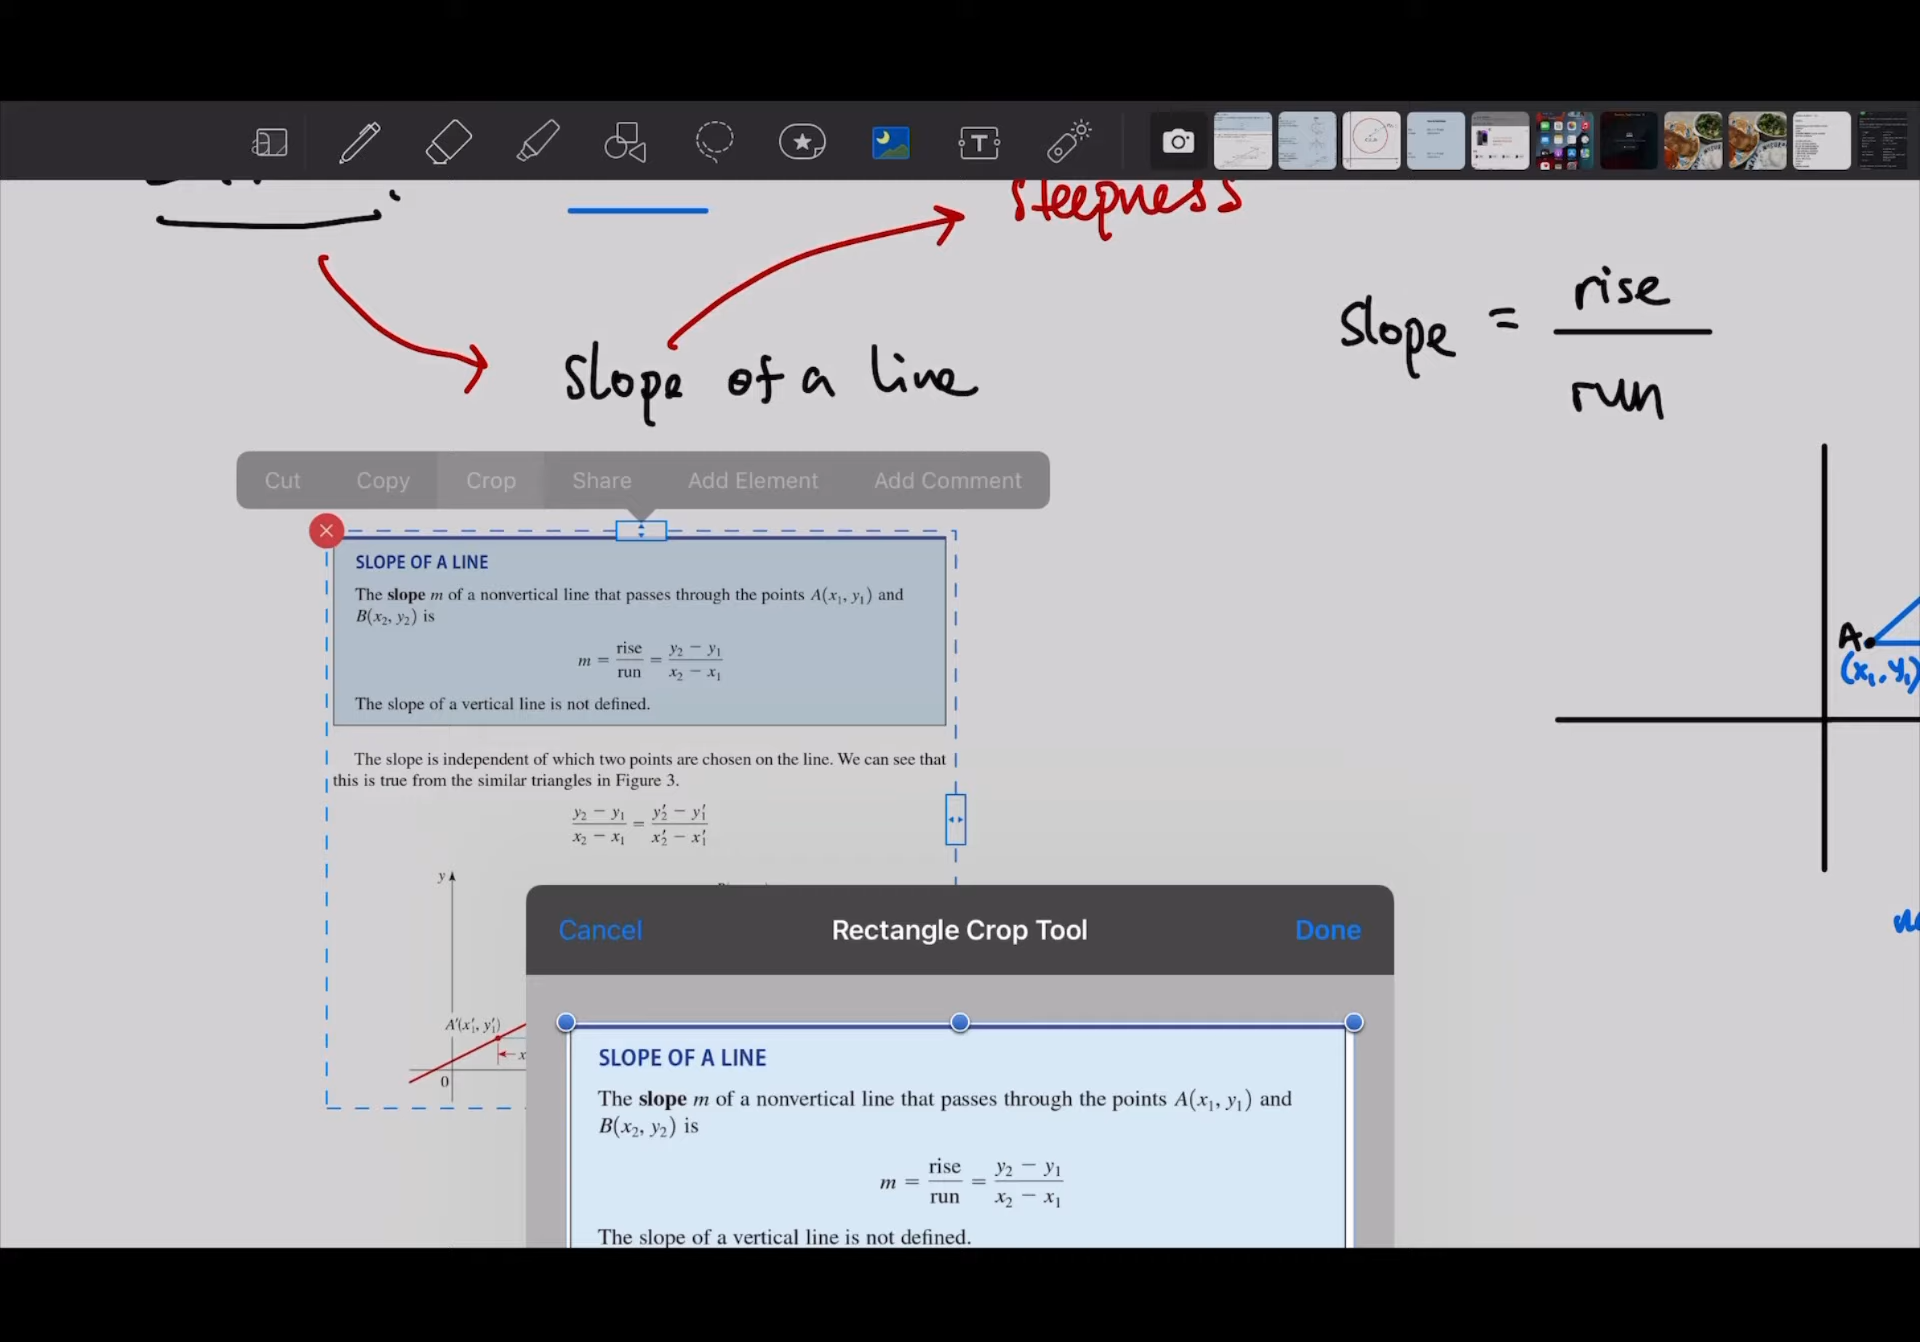 steepness
slope = rise
run
slope of a line
Cut Copy Crop Share Add Element Add Comment
SLOPE OF A LINE
The slope m of a nonvertical line that passes through the points A(x₁, y₁) and
B(x₂, y₂) is
m = rise/run = (y₂ − y₁)/(x₂ − x₁)
The slope of a vertical line is not defined.
The slope is independent of which two points are chosen on the line. We can see that
this is true from the similar triangles in Figure 3.
(y₂ − y₁)/(x₂ − x₁) = (y′₂ − y′₁)/(x′₂ − x′₁)
y
A′(x′₁, y′₁)
x
0
A
(x₁, y₁)
Cancel Rectangle Crop Tool Done
SLOPE OF A LINE
The slope m of a nonvertical line that passes through the points A(x₁, y₁) and
B(x₂, y₂) is
m = rise/run = (y₂ − y₁)/(x₂ − x₁)
The slope of a vertical line is not defined.